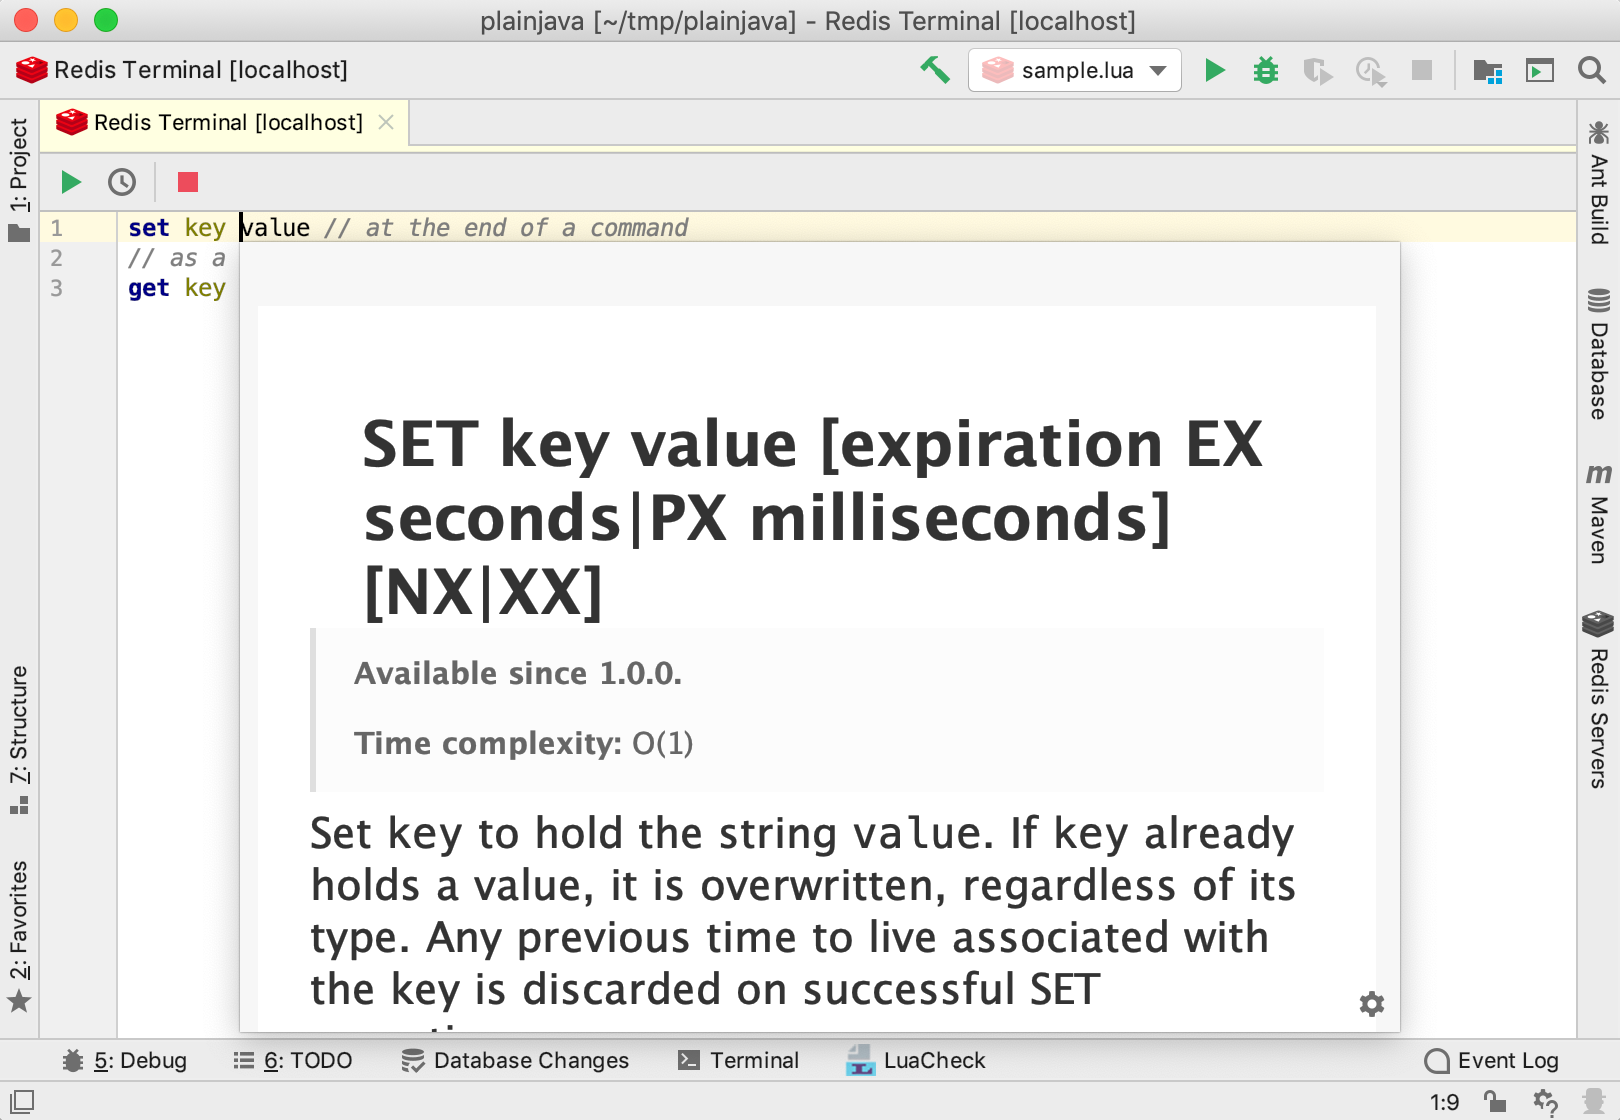 plainjava [~/tmp/plainjava] - Redis Terminal [localhost]
Redis Terminal [localhost]
sample.lua
Redis Terminal [localhost]
1: Project
7: Structure
2: Favorites
1 set key value // at the end of a command
2 // as a
3 get key
SET key value [expiration EX
seconds|PX milliseconds]
[NX|XX]
Available since 1.0.0.
Time complexity: O(1)
Set key to hold the string value. If key already
holds a value, it is overwritten, regardless of its
type. Any previous time to live associated with
the key is discarded on successful SET
Ant Build
Database
m Maven
Redis Servers
5: Debug
6: TODO
Database Changes
Terminal
LuaCheck
Event Log
1:9